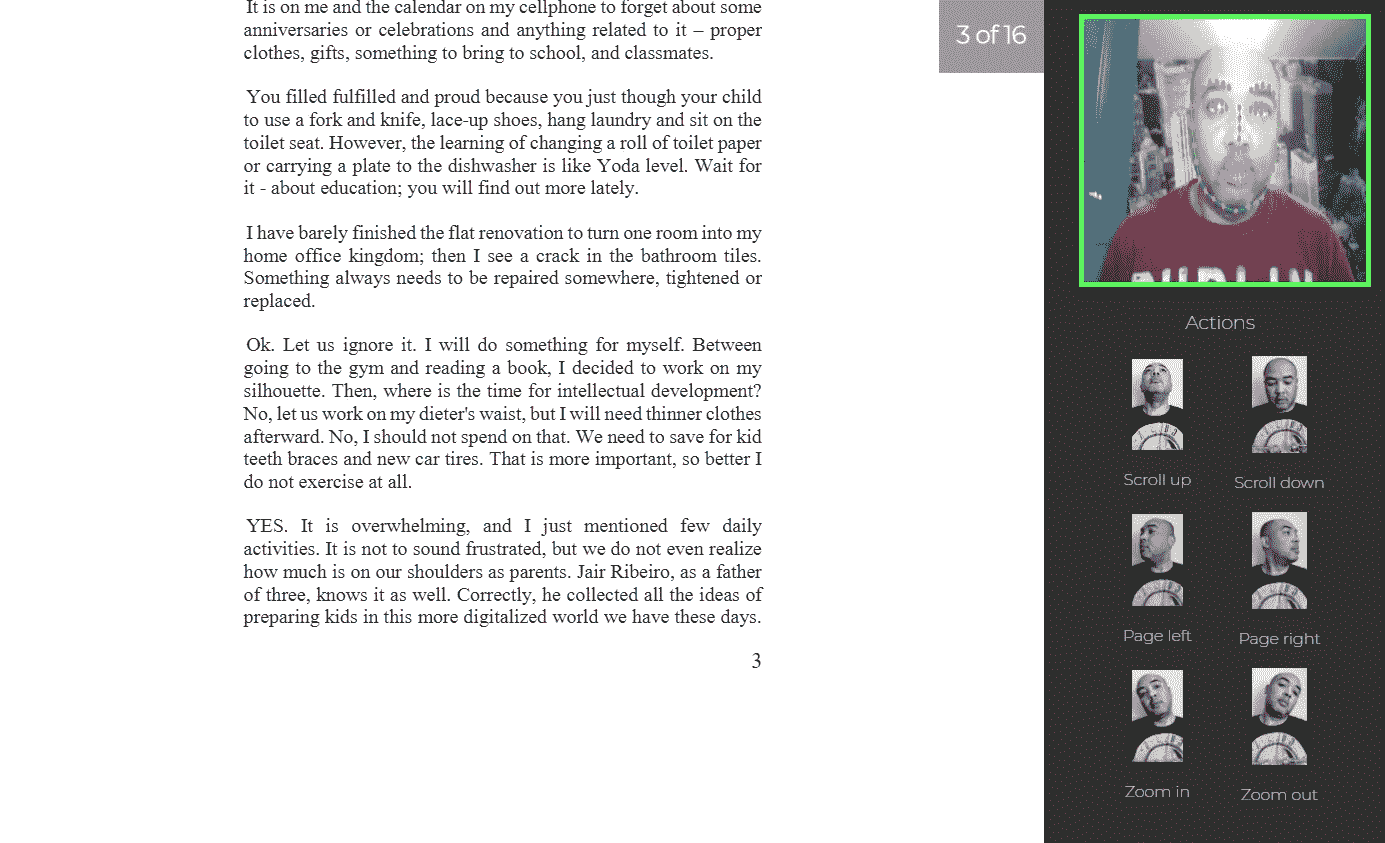 It is on me and the calendar on my cellphone to forget about some
anniversaries or celebrations and anything related to it – proper
clothes, gifts, something to bring to school, and classmates.
You filled fulfilled and proud because you just though your child
to use a fork and knife, lace-up shoes, hang laundry and sit on the
toilet seat. However, the learning of changing a roll of toilet paper
or carrying a plate to the dishwasher is like Yoda level. Wait for
it - about education; you will find out more lately.
I have barely finished the flat renovation to turn one room into my
home office kingdom; then I see a crack in the bathroom tiles.
Something always needs to be repaired somewhere, tightened or
replaced.
Ok. Let us ignore it. I will do something for myself. Between
going to the gym and reading a book, I decided to work on my
silhouette. Then, where is the time for intellectual development?
No, let us work on my dieter's waist, but I will need thinner clothes
afterward. No, I should not spend on that. We need to save for kid
teeth braces and new car tires. That is more important, so better I
do not exercise at all.
YES. It is overwhelming, and I just mentioned few daily
activities. It is not to sound frustrated, but we do not even realize
how much is on our shoulders as parents. Jair Ribeiro, as a father
of three, knows it as well. Correctly, he collected all the ideas of
preparing kids in this more digitalized world we have these days.
3
3 of 16
Actions
Scroll up
Scroll down
Page left
Page right
Zoom in
Zoom out